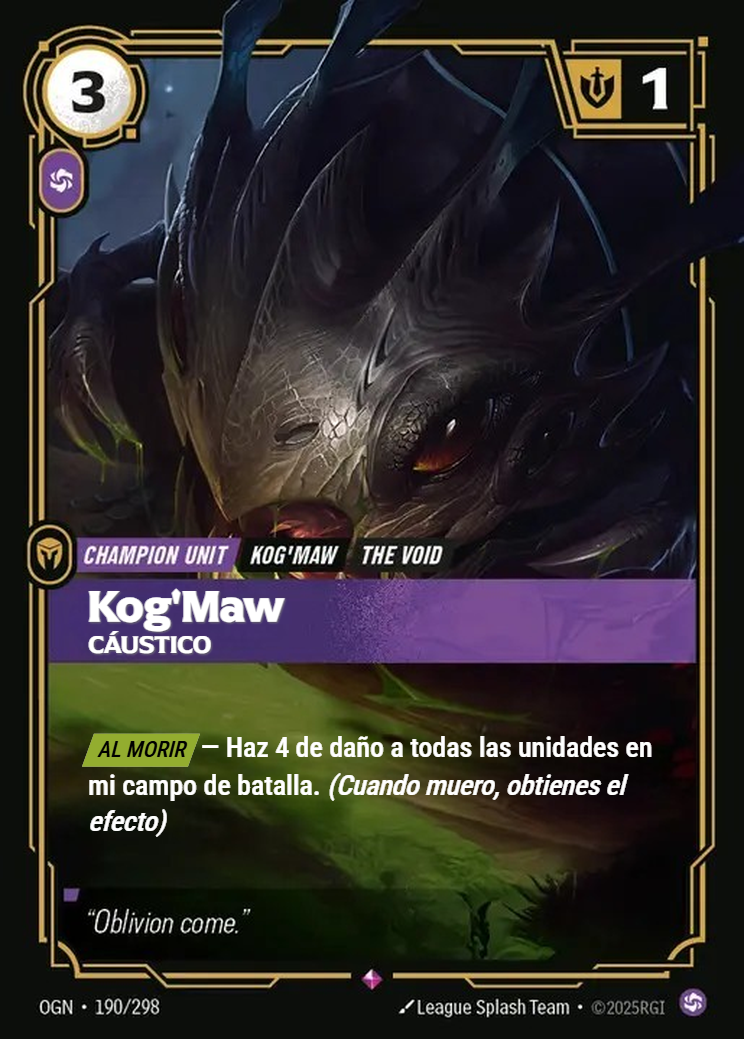 3
1
CHAMPION UNIT KOG'MAW THE VOID
Kog'Maw
CÁUSTICO
AL MORIR — Haz 4 de daño a todas las unidades en
mi campo de batalla. (Cuando muero, obtienes el
efecto)
“Oblivion come.”
OGN • 190/298 League Splash Team • ©2025RGI